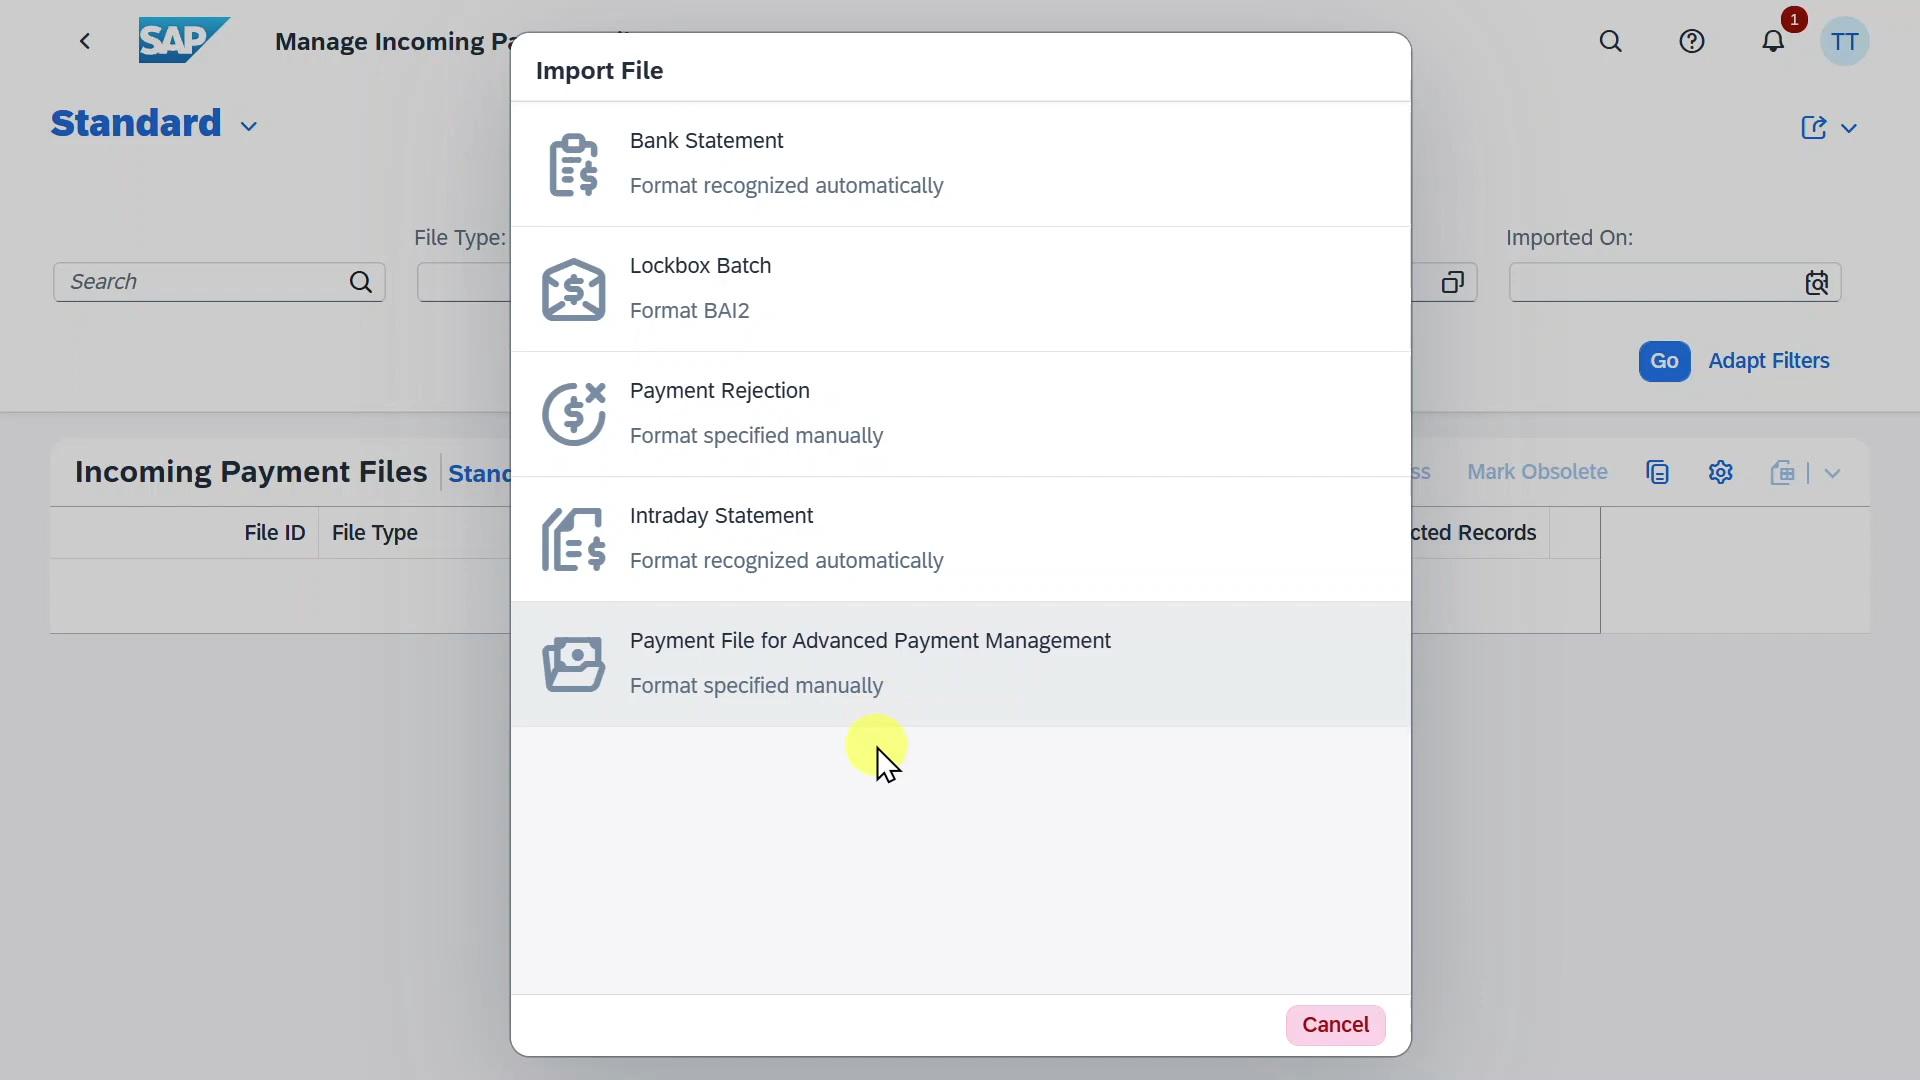 SAP
Manage Incoming
1
TT
Import File
Standard
Bank Statement
Format recognized automatically
File Type:
Imported On:
Search
Lockbox Batch
Format BAI2
Go
Adapt Filters
Payment Rejection
Format specified manually
Incoming Payment Files
Stand
ss
Mark Obsolete
File ID
File Type
cted Records
Intraday Statement
Format recognized automatically
Payment File for Advanced Payment Management
Format specified manually
Cancel